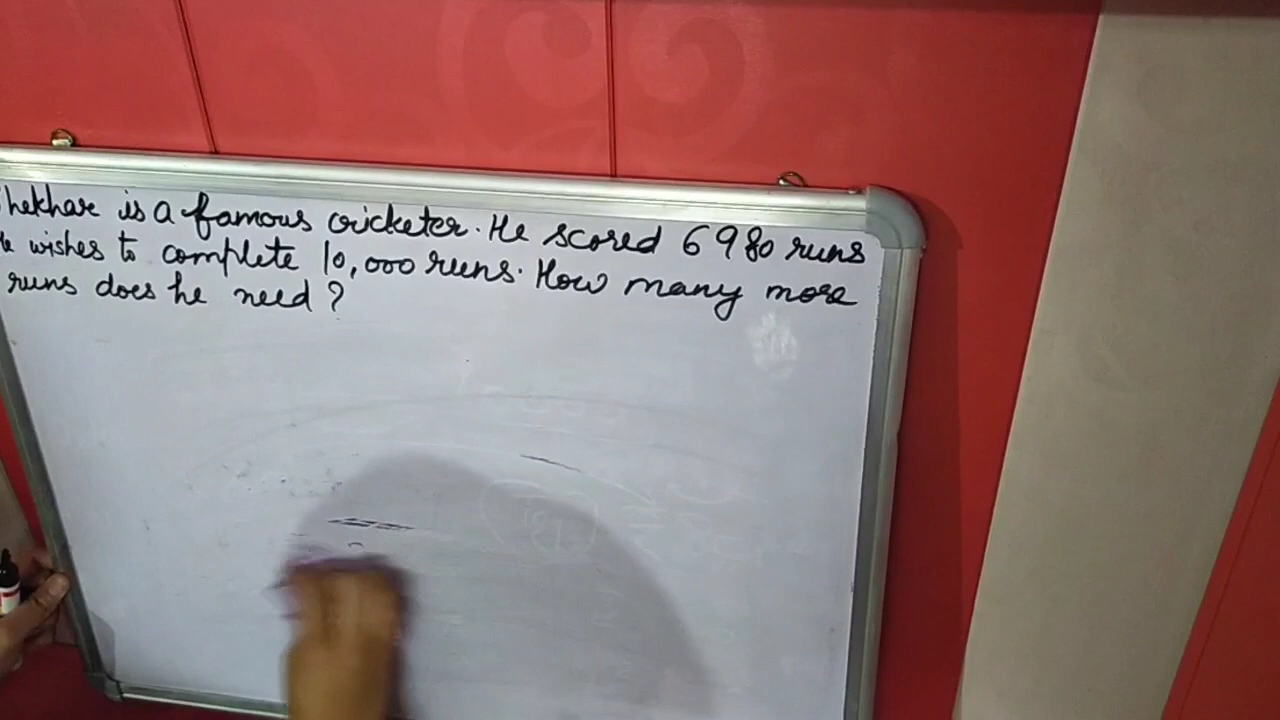 hekhar is a famous cricketer. He scored 6980 runs
He wishes to complete 10,000 runs. How many more
runs does he need?